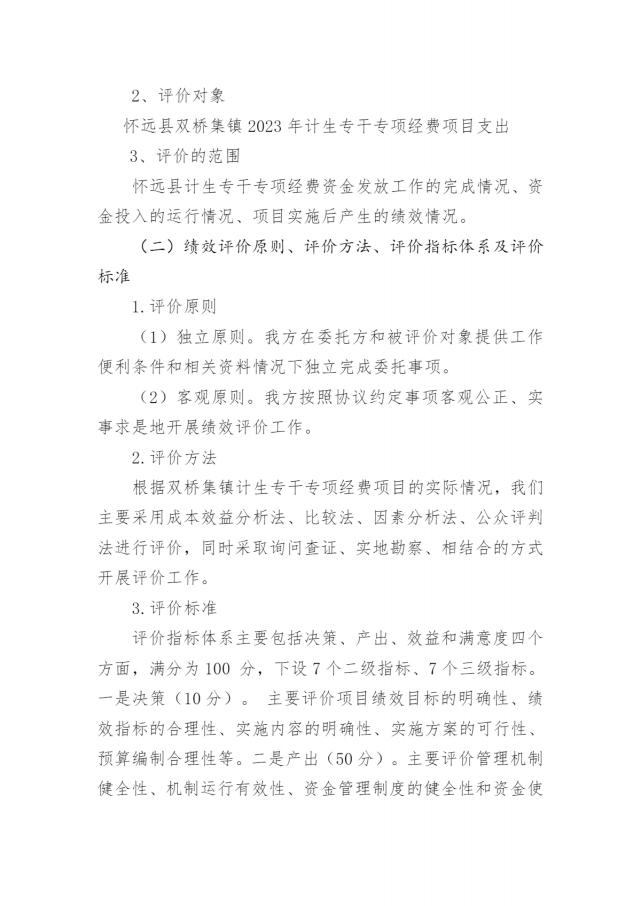 2、评价对象
怀远县双桥集镇 2023 年计生专干专项经费项目支出
3、评价的范围
怀远县计生专干专项经费资金发放工作的完成情况、资
金投入的运行情况、项目实施后产生的绩效情况。
（二）绩效评价原则、评价方法、评价指标体系及评价
标准
1.评价原则
（1）独立原则。我方在委托方和被评价对象提供工作
便利条件和相关资料情况下独立完成委托事项。
（2）客观原则。我方按照协议约定事项客观公正、实
事求是地开展绩效评价工作。
2.评价方法
根据双桥集镇计生专干专项经费项目的实际情况，我们
主要采用成本效益分析法、比较法、因素分析法、公众评判
法进行评价，同时采取询问查证、实地勘察、相结合的方式
开展评价工作。
3.评价标准
评价指标体系主要包括决策、产出、效益和满意度四个
方面，满分为 100 分，下设 7 个二级指标、7 个三级指标。
一是决策（10 分）。 主要评价项目绩效目标的明确性、绩
效指标的合理性、实施内容的明确性、实施方案的可行性、
预算编制合理性等。二是产出（50 分）。主要评价管理机制
健全性、机制运行有效性、资金管理制度的健全性和资金使